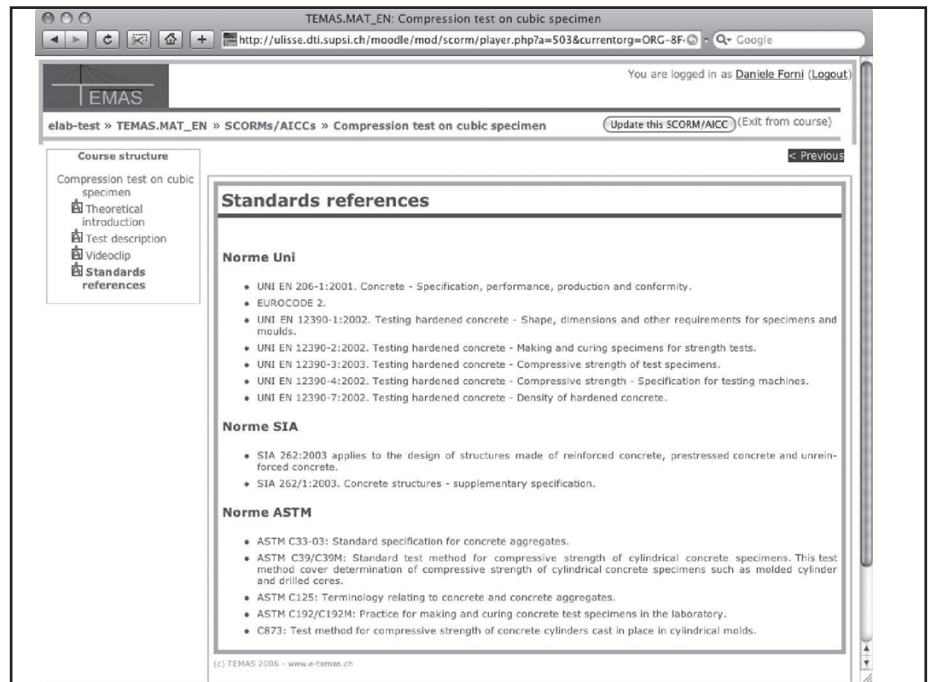 TEMAS.MAT_EN: Compression test on cubic specimen
http://ulisse.dti.supsi.ch/moodle/mod/scorm/player.php?a=503&currentorg=ORG-8F
Google
You are logged in as Daniele Forni (Logout)
EMAS
elab-test » TEMAS.MAT_EN » SCORMs/AICCs » Compression test on cubic specimen
Update this SCORM/AICC
(Exit from course)
Course structure
< Previous
Compression test on cubic
specimen
Theoretical
introduction
Test description
Videoclip
Standards
references
Standards references
Norme Uni
• UNI EN 206-1:2001. Concrete - Specification, performance, production and conformity.
• EUROCODE 2.
• UNI EN 12390-1:2002. Testing hardened concrete - Shape, dimensions and other requirements for specimens and
moulds.
• UNI EN 12390-2:2002. Testing hardened concrete - Making and curing specimens for strength tests.
• UNI EN 12390-3:2003. Testing hardened concrete - Compressive strength of test specimens.
• UNI EN 12390-4:2002. Testing hardened concrete - Compressive strength - Specification for testing machines.
• UNI EN 12390-7:2002. Testing hardened concrete - Density of hardened concrete.
Norme SIA
• SIA 262:2003 applies to the design of structures made of reinforced concrete, prestressed concrete and unrein-
forced concrete.
• SIA 262/1:2003. Concrete structures - supplementary specification.
Norme ASTM
• ASTM C33-03: Standard specification for concrete aggregates.
• ASTM C39/C39M: Standard test method for compressive strength of cylindrical concrete specimens. This test
method cover determination of compressive strength of cylindrical concrete specimens such as molded cylinder
and drilled cores.
• ASTM C125: Terminology relating to concrete and concrete aggregates.
• ASTM C192/C192M: Practice for making and curing concrete test specimens in the laboratory.
• C873: Test method for compressive strength of concrete cylinders cast in place in cylindrical molds.
(c) TEMAS 2006 - www.e-temas.ch